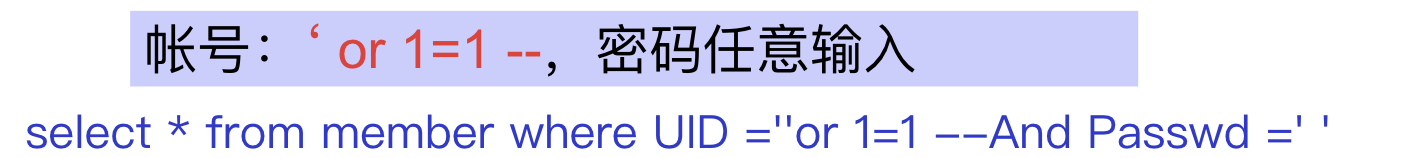 帐号：‘ or 1=1 --，密码任意输入
select * from member where UID =''or 1=1 --And Passwd =' '